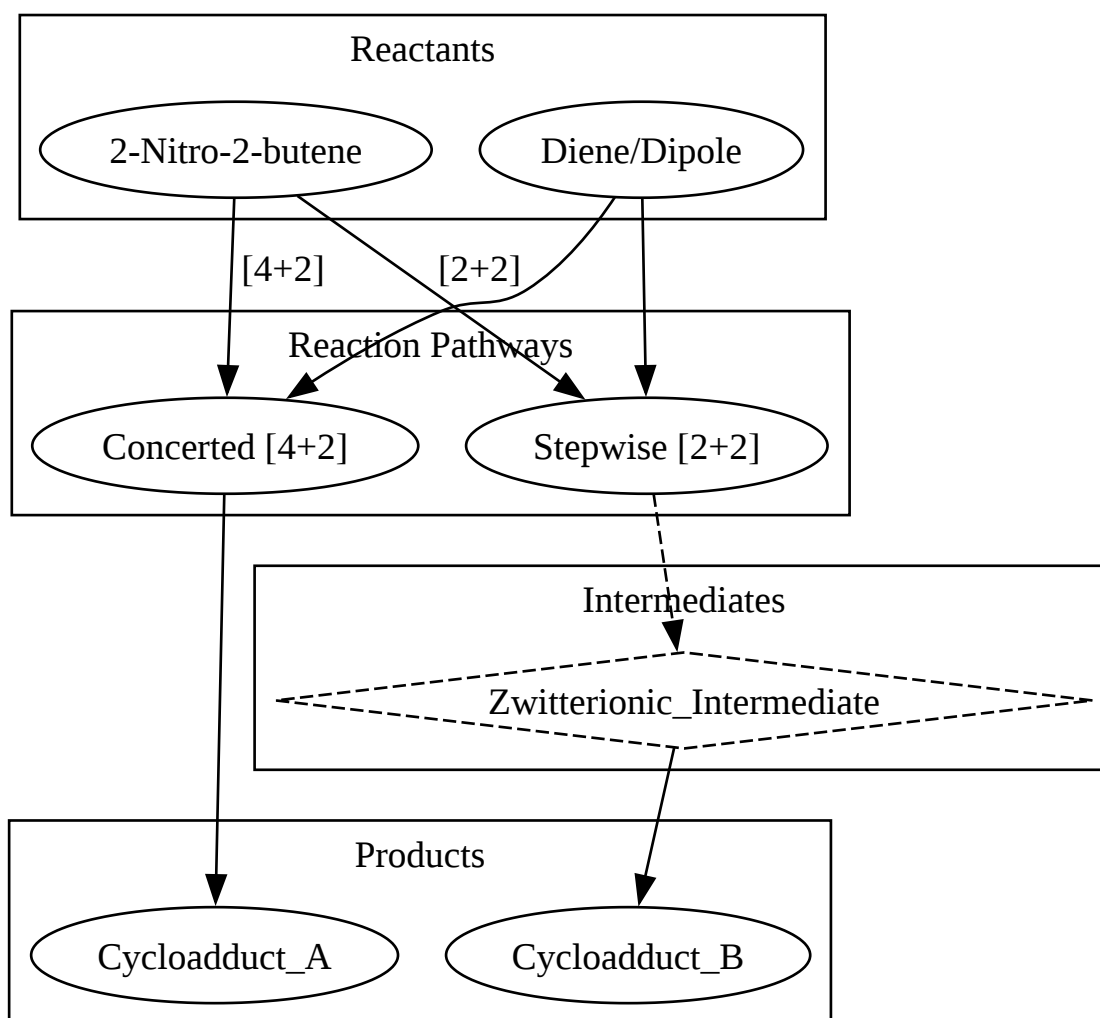 Reactants
2-Nitro-2-butene
Diene/Dipole
[4+2]
[2+2]
Reaction Pathways
Concerted [4+2]
Stepwise [2+2]
Intermediates
Zwitterionic_Intermediate
Products
Cycloadduct_A
Cycloadduct_B